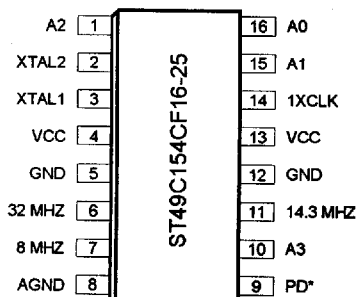 A2 1 16 A0
XTAL2 2 15 A1
XTAL1 3 14 1XCLK
VCC 4 13 VCC
GND 5 12 GND
32 MHZ 6 11 14.3 MHZ
8 MHZ 7 10 A3
AGND 8 9 PD*
ST49C154CF16-25